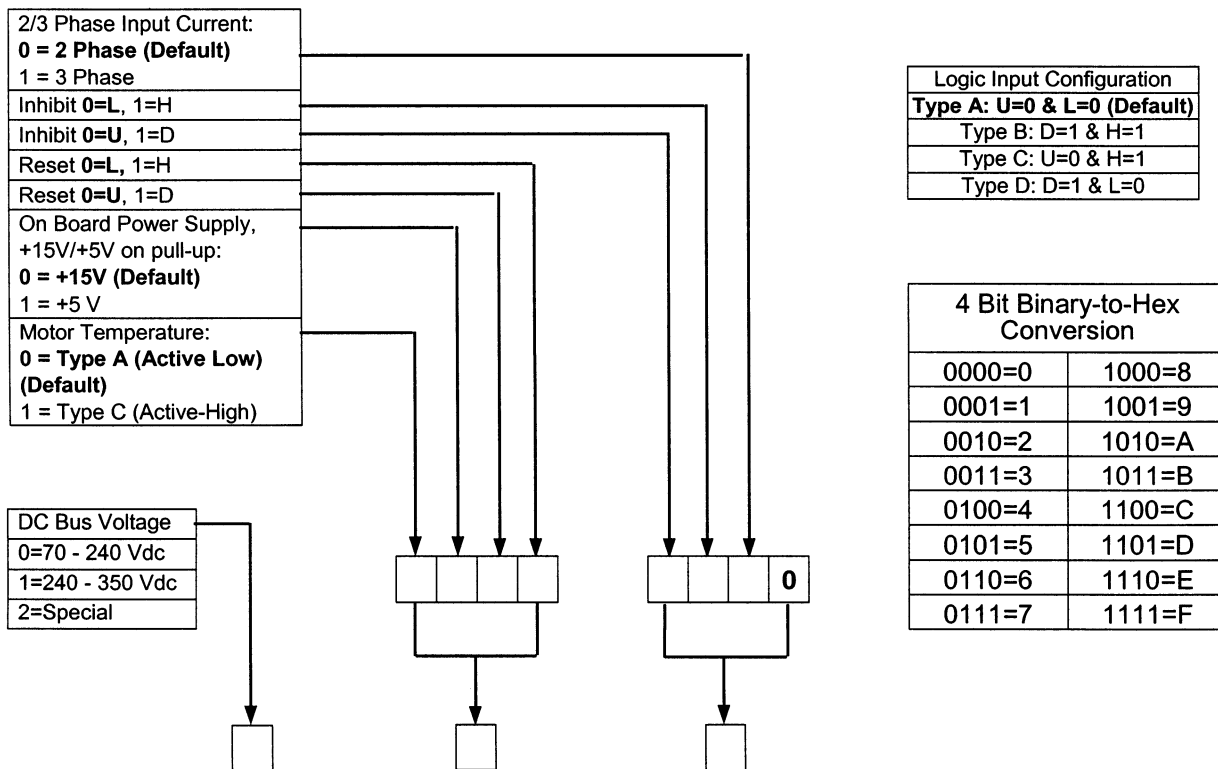 2/3 Phase Input Current:
0 = 2 Phase (Default)
1 = 3 Phase
Inhibit 0=L, 1=H
Inhibit 0=U, 1=D
Reset 0=L, 1=H
Reset 0=U, 1=D
On Board Power Supply,
+15V/+5V on pull-up:
0 = +15V (Default)
1 = +5 V
Motor Temperature:
0 = Type A (Active Low)
(Default)
1 = Type C (Active-High)
Logic Input Configuration
Type A: U=0 & L=0 (Default)
Type B: D=1 & H=1
Type C: U=0 & H=1
Type D: D=1 & L=0
4 Bit Binary-to-Hex
Conversion
0000=0 1000=8
0001=1 1001=9
0010=2 1010=A
0011=3 1011=B
0100=4 1100=C
0101=5 1101=D
0110=6 1110=E
0111=7 1111=F
DC Bus Voltage
0=70 - 240 Vdc
1=240 - 350 Vdc
2=Special
0